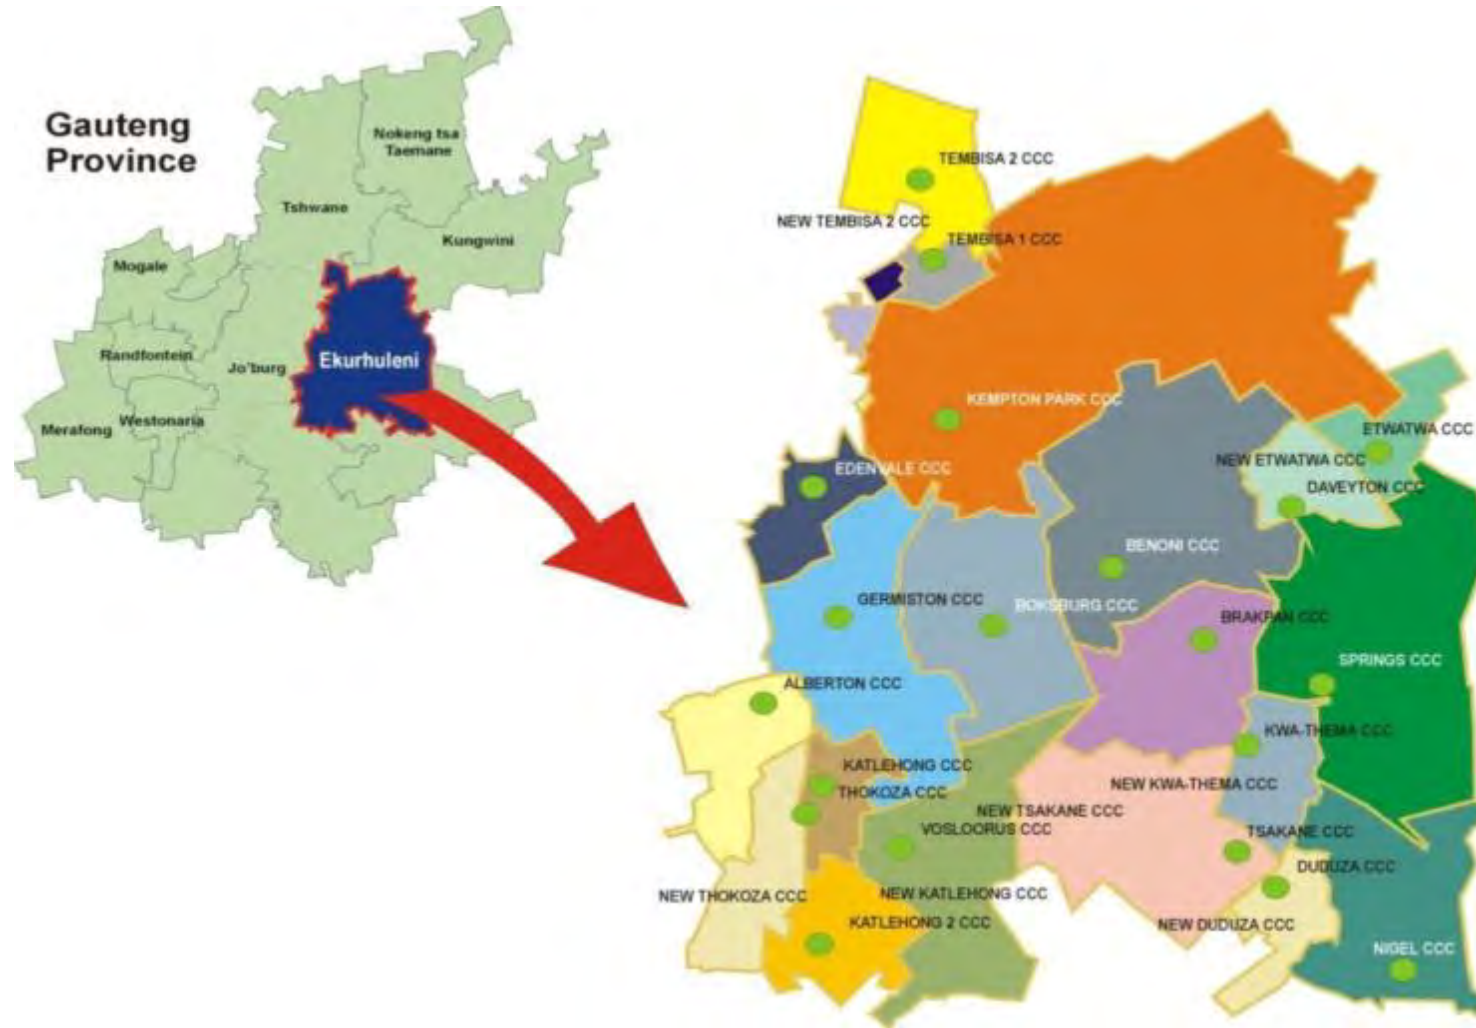 Gauteng
Province
Nokeng tsa
Taemane
Tshwane
Kungwini
Mogale
Randfontein
Jo'burg
Ekurhuleni
Merafong
Westonaria
TEMBISA 2 CCC
NEW TEMBISA 2 CCC
TEMBISA 1 CCC
KEMPTON PARK CCC
ETWATWA CCC
NEW ETWATWA CCC
EDENVALE CCC
DAVEYTON CCC
BENONI CCC
GERMISTON CCC
BOKSBURG CCC
BRAKPAN CCC
SPRINGS CCC
ALBERTON CCC
KWA-THEMA CCC
KATLEHONG CCC
NEW KWA-THEMA CCC
THOKOZA CCC
NEW TSAKANE CCC
VOSLOORUS CCC
TSAKANE CCC
DUDUZA CCC
NEW THOKOZA CCC
NEW KATLEHONG CCC
KATLEHONG 2 CCC
NEW DUDUZA CCC
NIGEL CCC